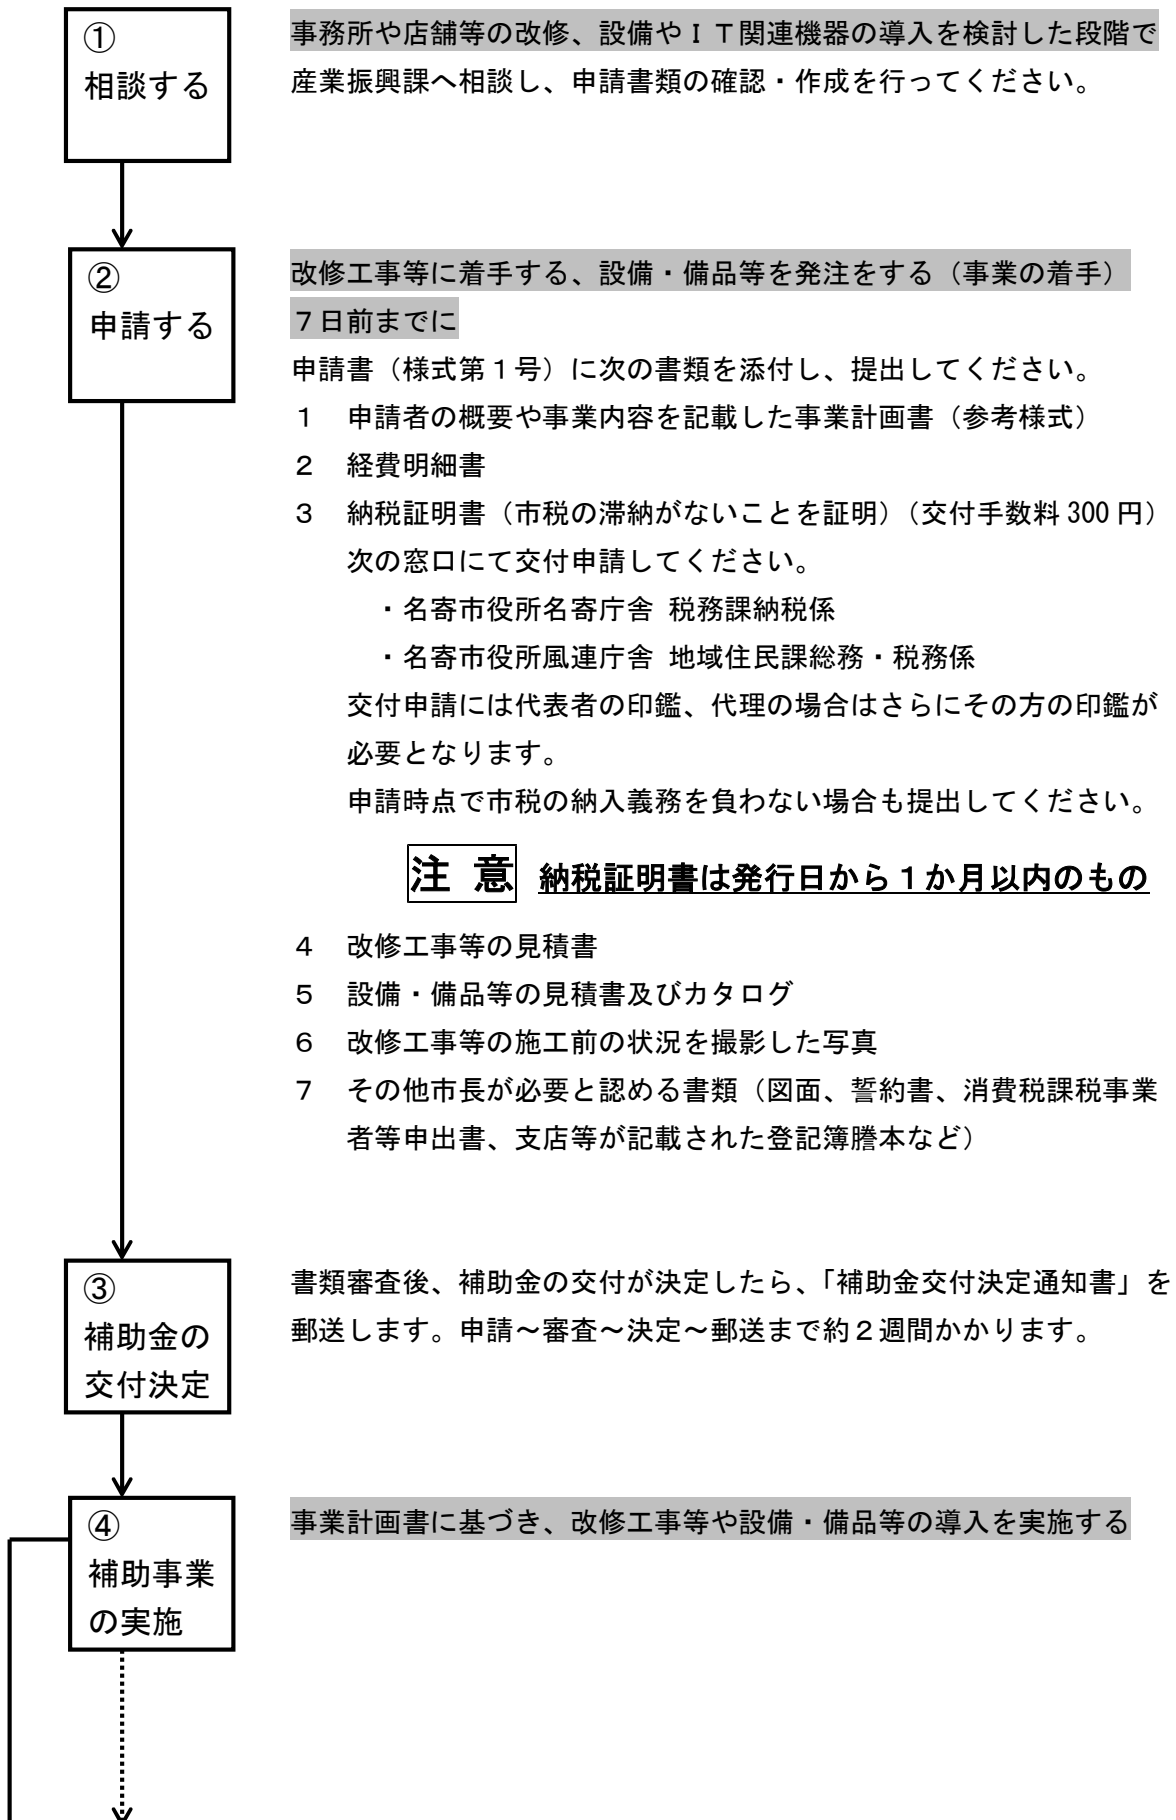 ①
相談する
事務所や店舗等の改修、設備やＩＴ関連機器の導入を検討した段階で
産業振興課へ相談し、申請書類の確認・作成を行ってください。
②
申請する
改修工事等に着手する、設備・備品等を発注をする（事業の着手）
７日前までに
申請書（様式第１号）に次の書類を添付し、提出してください。
１　申請者の概要や事業内容を記載した事業計画書（参考様式）
２　経費明細書
３　納税証明書（市税の滞納がないことを証明）（交付手数料 300 円）
次の窓口にて交付申請してください。
・名寄市役所名寄庁舎 税務課納税係
・名寄市役所風連庁舎 地域住民課総務・税務係
交付申請には代表者の印鑑、代理の場合はさらにその方の印鑑が
必要となります。
申請時点で市税の納入義務を負わない場合も提出してください。
注 意 納税証明書は発行日から１か月以内のもの
４　改修工事等の見積書
５　設備・備品等の見積書及びカタログ
６　改修工事等の施工前の状況を撮影した写真
７　その他市長が必要と認める書類（図面、誓約書、消費税課税事業
者等申出書、支店等が記載された登記簿謄本など）
③
補助金の
交付決定
書類審査後、補助金の交付が決定したら、「補助金交付決定通知書」を
郵送します。申請～審査～決定～郵送まで約２週間かかります。
④
補助事業
の実施
事業計画書に基づき、改修工事等や設備・備品等の導入を実施する